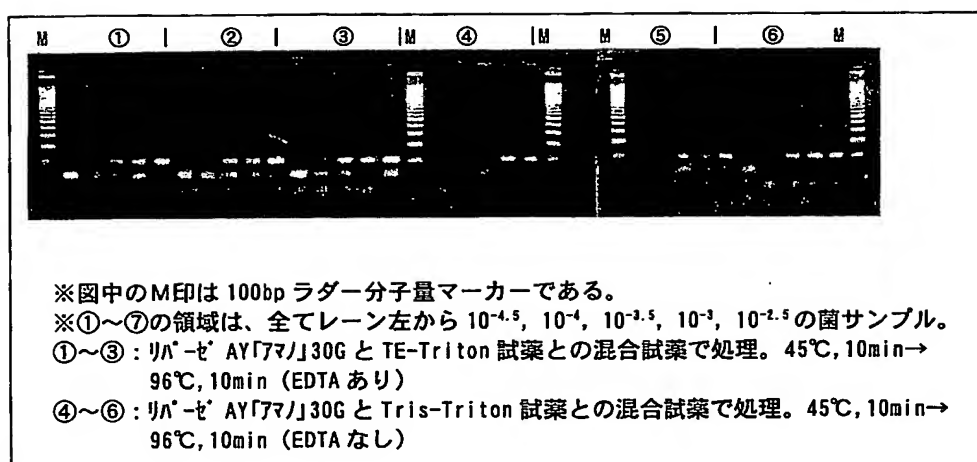 M ① | ② | ③ |M ④ |M M ⑤ | ⑥ M
※図中のM印は100bpラダー分子量マーカーである。
※①～⑦の領域は、全てレーン左から 10⁻⁴·⁵, 10⁻⁴, 10⁻³·⁵, 10⁻³, 10⁻²·⁵の菌サンプル。
①～③：ﾘﾊﾟｰｾﾞ AY｢ｱﾏﾉ｣30G と TE-Triton 試薬との混合試薬で処理。45℃, 10min→
96℃, 10min（EDTA あり）
④～⑥：ﾘﾊﾟｰｾﾞ AY｢ｱﾏﾉ｣30G と Tris-Triton 試薬との混合試薬で処理。45℃, 10min→
96℃, 10min（EDTA なし）